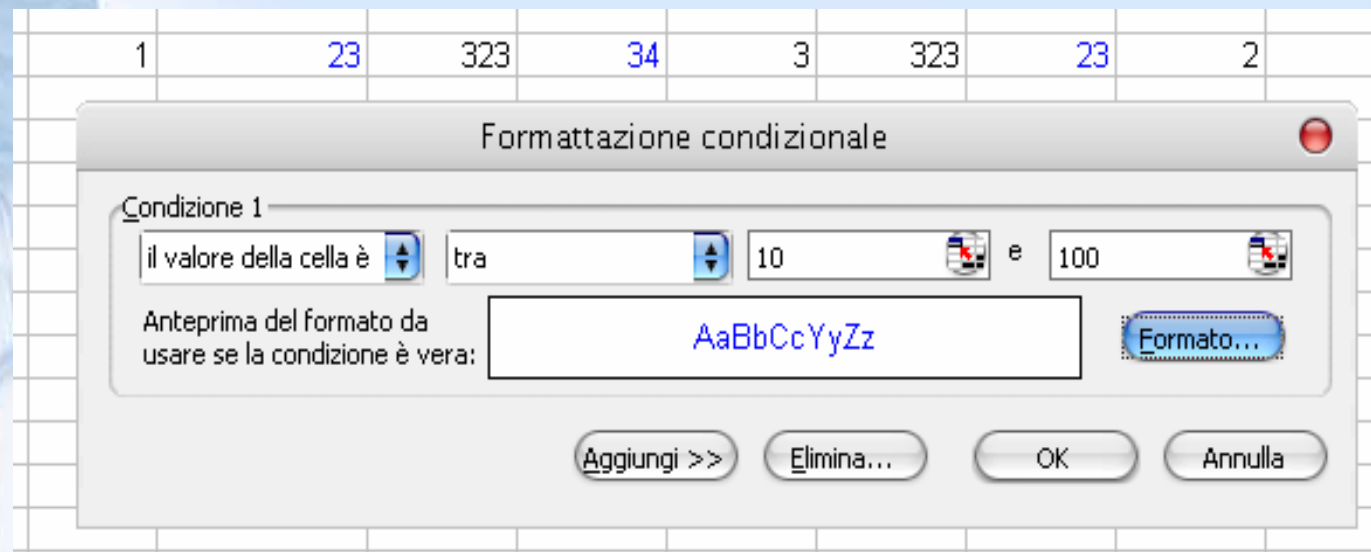 1 23 323 34 3 323 23 2
Formattazione condizionale
Condizione 1
il valore della cella è tra 10 e 100
Anteprima del formato da
usare se la condizione è vera:
AaBbCcYyZz
Formato...
Aggiungi >> Elimina... OK Annulla